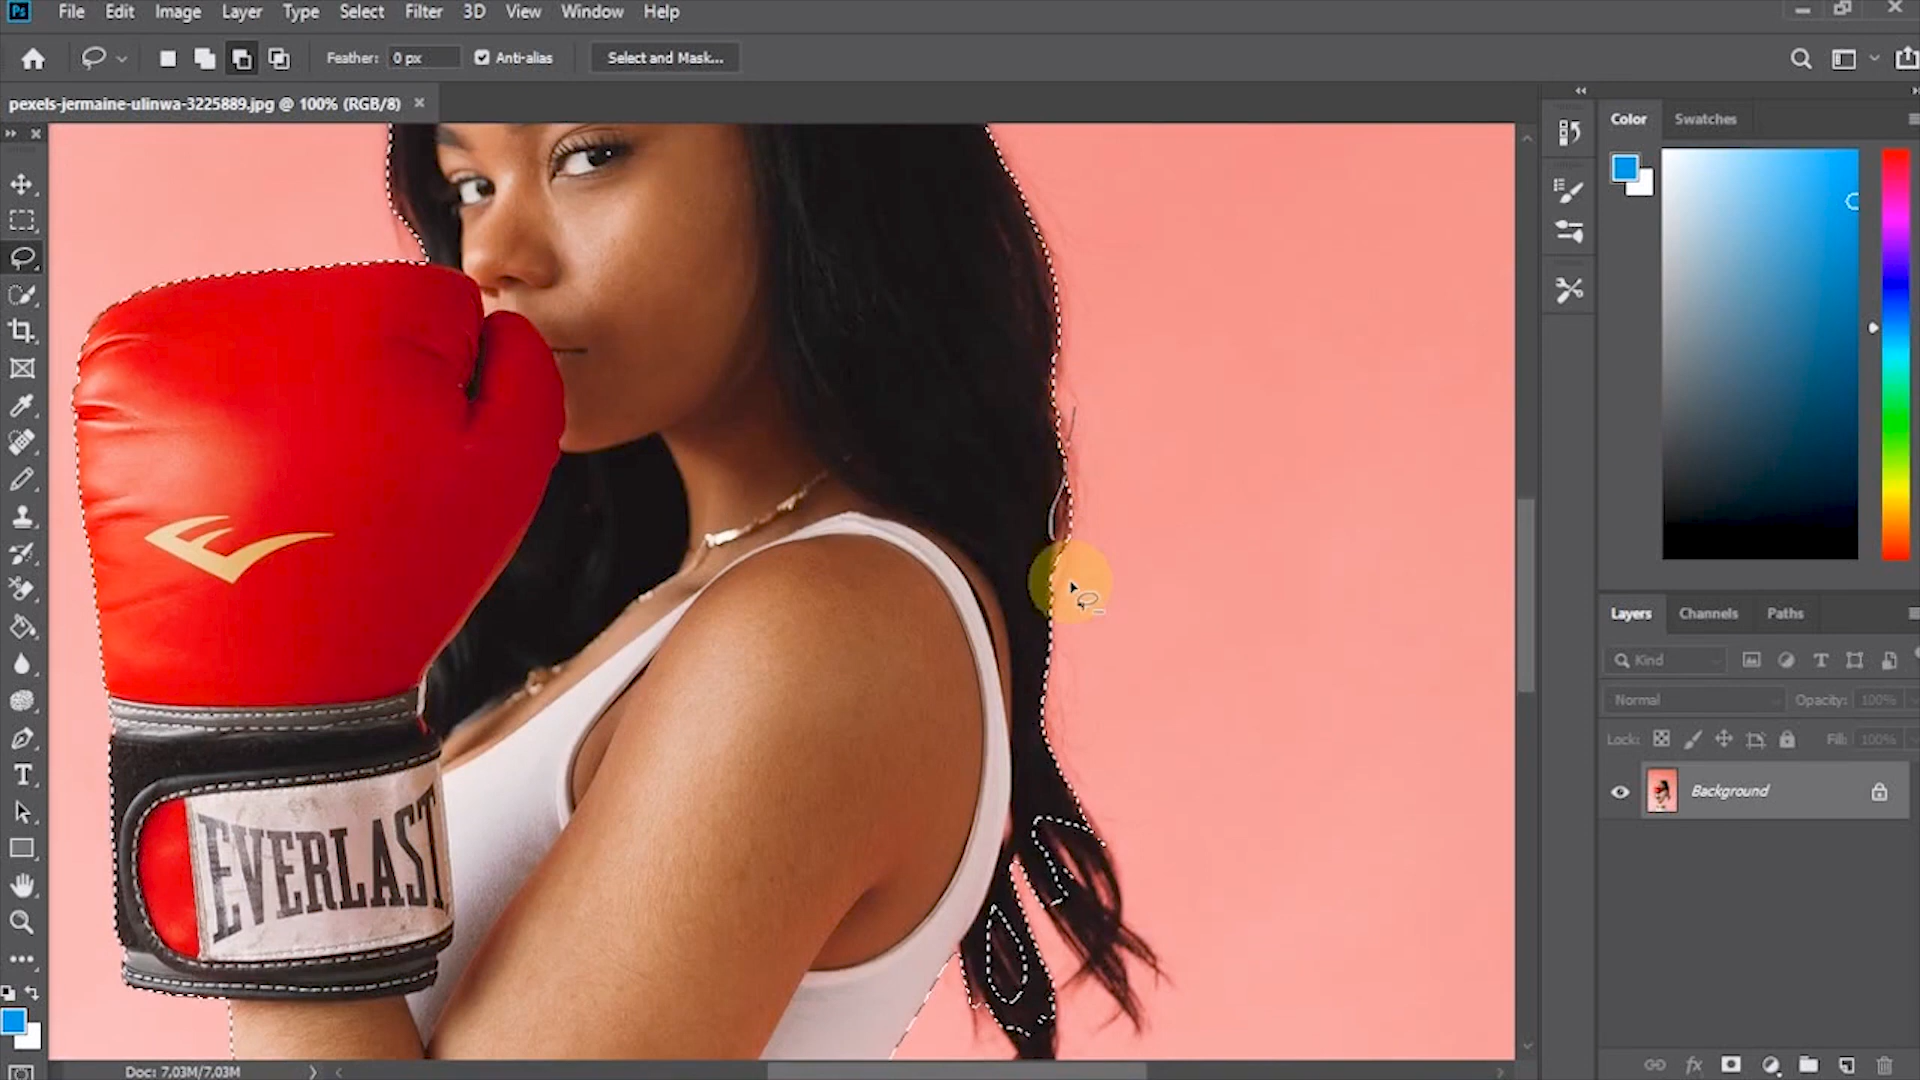 Ps File Edit Image Layer Type Select Filter 3D View Window Help
Feather: 0 px Anti-alias Select and Mask...
pexels-jermaine-ulinwa-3225889.jpg @ 100% (RGB/8)
Color Swatches
EVERLAST
Layers Channels Paths
Kind
Normal Opacity: 100%
Lock: Fill: 100%
Background
Doc: 7,03M/7,03M